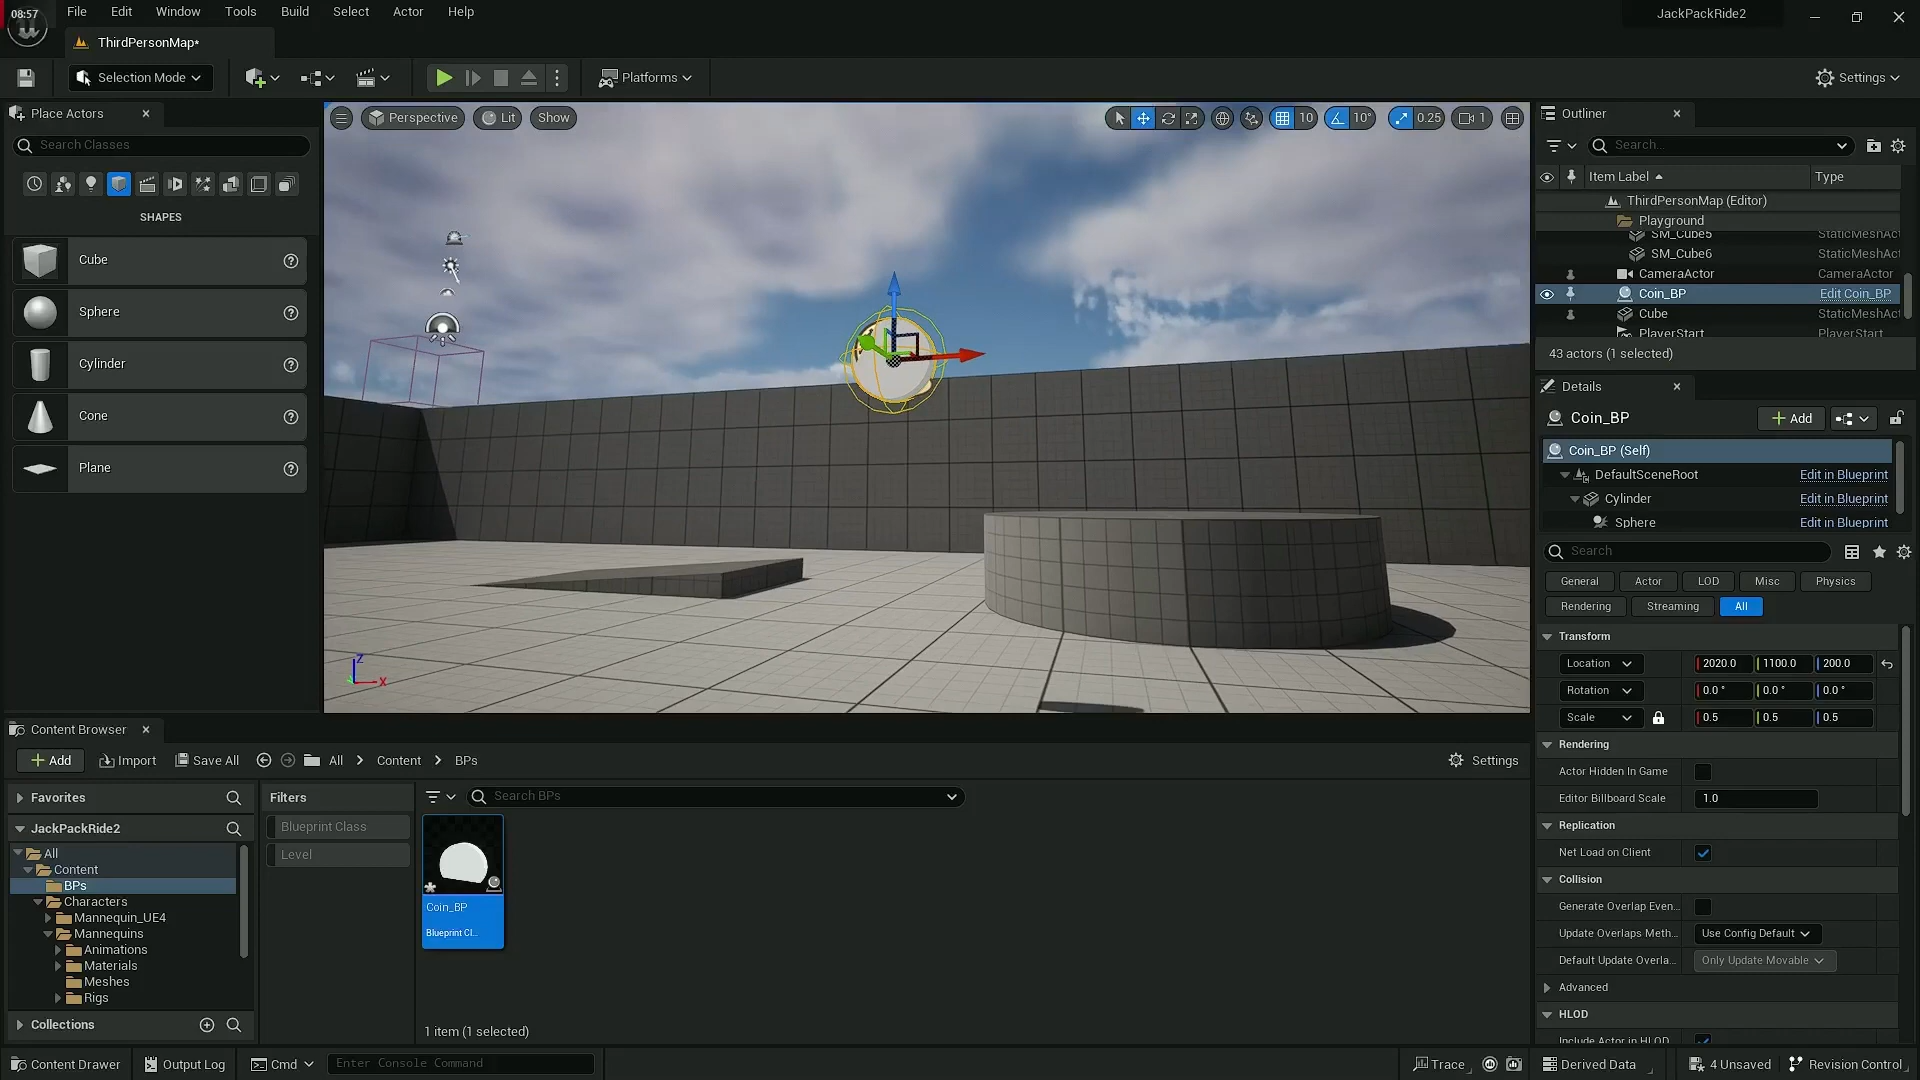 08:57
File Edit Window Tools Build Select Actor Help
JackPackRide2
ThirdPersonMap*
Selection Mode
Platforms
Settings
Place Actors
Search Classes
SHAPES
Cube
Sphere
Cylinder
Cone
Plane
Perspective Lit Show
10 10° 0.25 1
Z
X
Outliner
Search...
Item Label Type
ThirdPersonMap (Editor)
Playground
SM_Cube5 StaticMeshAct
SM_Cube6 StaticMeshAct
CameraActor CameraActor
Coin_BP Edit Coin_BP
Cube StaticMeshAct
PlayerStart PlayerStart
43 actors (1 selected)
Details
Coin_BP
Add
Coin_BP (Self)
DefaultSceneRoot Edit in Blueprint
Cylinder Edit in Blueprint
Sphere Edit in Blueprint
Search
General Actor LOD Misc Physics
Rendering Streaming All
Transform
Location 2020.0 1100.0 200.0
Rotation 0.0 ° 0.0 ° 0.0 °
Scale 0.5 0.5 0.5
Rendering
Actor Hidden In Game
Editor Billboard Scale 1.0
Replication
Net Load on Client
Collision
Generate Overlap Even...
Update Overlaps Meth... Use Config Default
Default Update Overla... Only Update Movable
Advanced
HLOD
Include Actor in HLOD
Content Browser
Add Import Save All All Content BPs
Settings
Favorites
JackPackRide2
All
Content
BPs
Characters
Mannequin_UE4
Mannequins
Animations
Materials
Meshes
Rigs
Collections
Filters
Blueprint Class
Level
Search BPs
Coin_BP
Blueprint Cl...
1 item (1 selected)
Content Drawer Output Log Cmd Enter Console Command
Trace Derived Data 4 Unsaved Revision Control